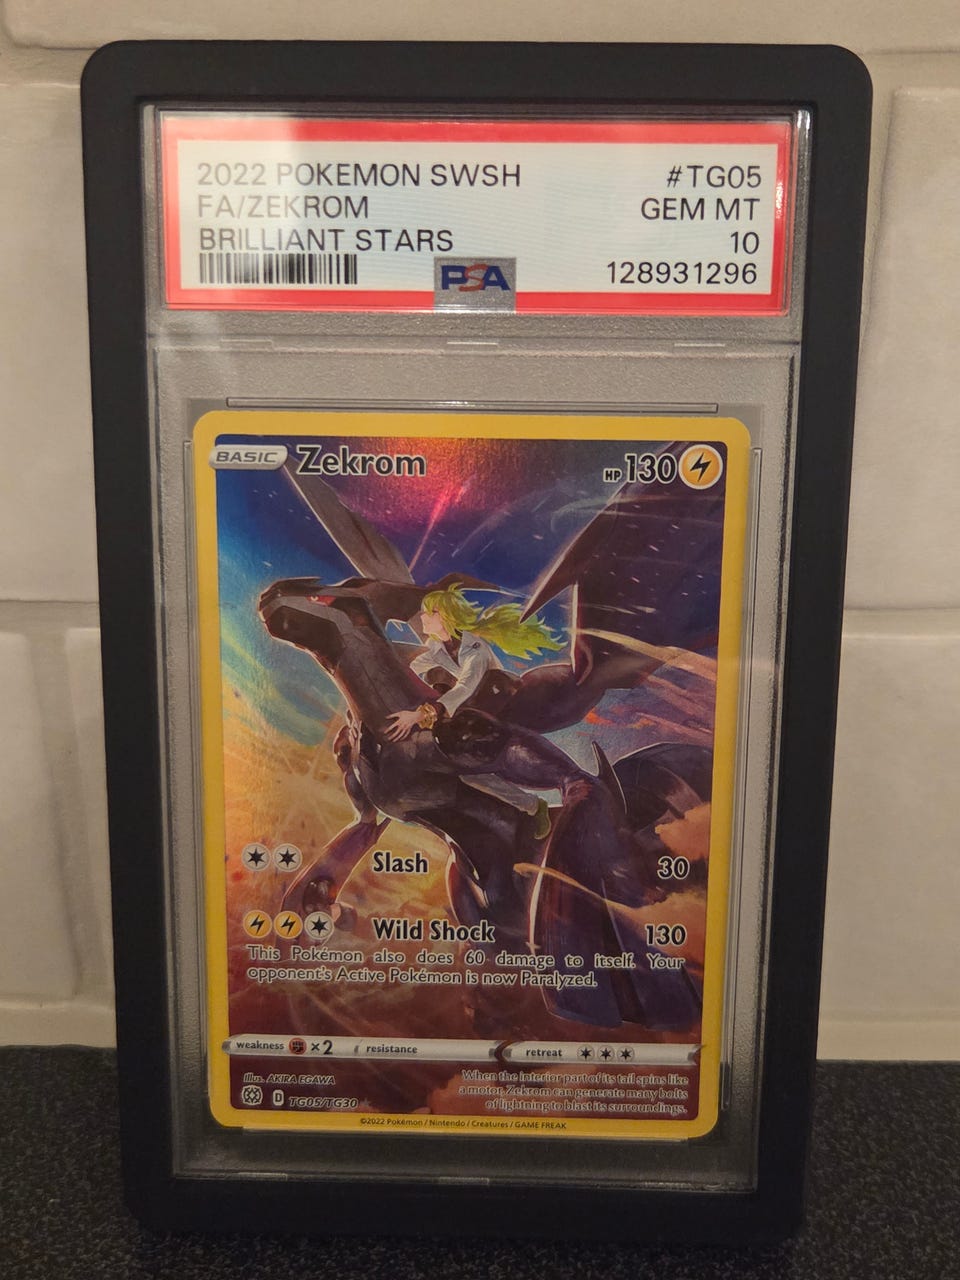 2022 POKEMON SWSH #TG05
FA/ZEKROM GEM MT
BRILLIANT STARS 10
PSA 128931296
BASIC Zekrom HP 130
Slash 30
Wild Shock 130
This Pokémon also does 60 damage to itself. Your
opponent's Active Pokémon is now Paralyzed.
weakness ×2 resistance retreat
Illus. AKIRA EGAWA
D TG05/TG30
When the interior part of its tail spins like
a motor, Zekrom can generate many bolts
of lightning to blast its surroundings.
©2022 Pokémon / Nintendo / Creatures / GAME FREAK